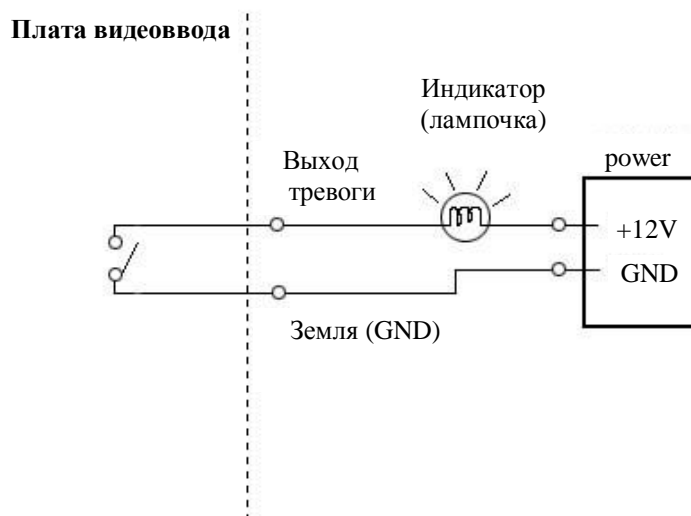 Плата видеоввода
Индикатор
(лампочка)
Выход
тревоги
power
+12V
GND
Земля (GND)